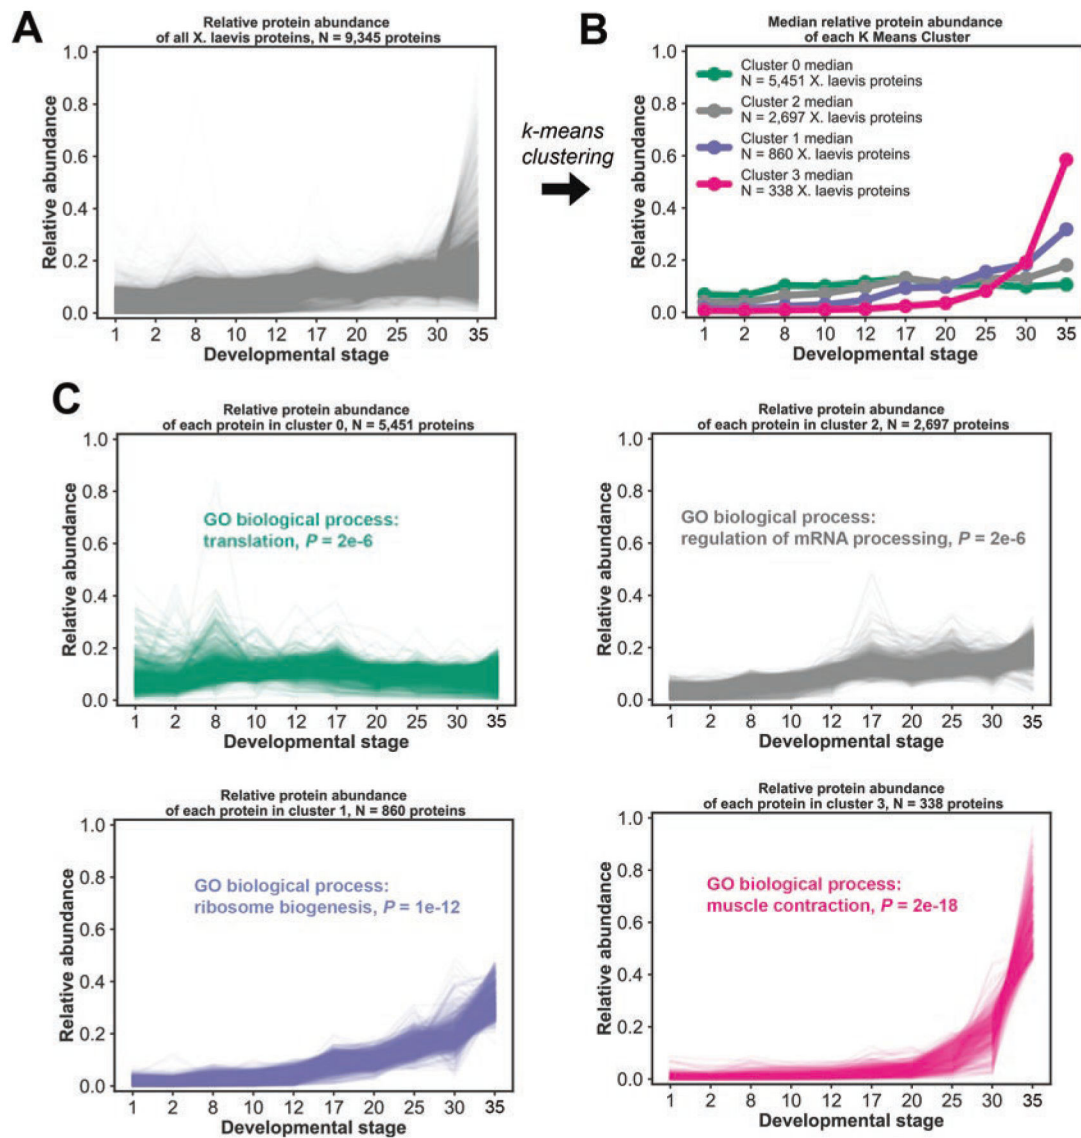 A
Relative protein abundance
of all X. laevis proteins, N = 9,345 proteins
Relative abundance
1.0
0.8
0.6
0.4
0.2
0.0
1 2 8 10 12 17 20 25 30 35
Developmental stage
k-means
clustering
B
Median relative protein abundance
of each K Means Cluster
Relative abundance
1.0
0.8
0.6
0.4
0.2
0.0
Cluster 0 median
N = 5,451 X. laevis proteins
Cluster 2 median
N = 2,697 X. laevis proteins
Cluster 1 median
N = 860 X. laevis proteins
Cluster 3 median
N = 338 X. laevis proteins
1 2 8 10 12 17 20 25 30 35
Developmental stage
C
Relative protein abundance
of each protein in cluster 0, N = 5,451 proteins
Relative abundance
1.0
0.8
0.6
0.4
0.2
0.0
GO biological process:
translation, P = 2e-6
1 2 8 10 12 17 20 25 30 35
Developmental stage
Relative protein abundance
of each protein in cluster 2, N = 2,697 proteins
Relative abundance
1.0
0.8
0.6
0.4
0.2
0.0
GO biological process:
regulation of mRNA processing, P = 2e-6
1 2 8 10 12 17 20 25 30 35
Developmental stage
Relative protein abundance
of each protein in cluster 1, N = 860 proteins
Relative abundance
1.0
0.8
0.6
0.4
0.2
0.0
GO biological process:
ribosome biogenesis, P = 1e-12
1 2 8 10 12 17 20 25 30 35
Developmental stage
Relative protein abundance
of each protein in cluster 3, N = 338 proteins
Relative abundance
1.0
0.8
0.6
0.4
0.2
0.0
GO biological process:
muscle contraction, P = 2e-18
1 2 8 10 12 17 20 25 30 35
Developmental stage